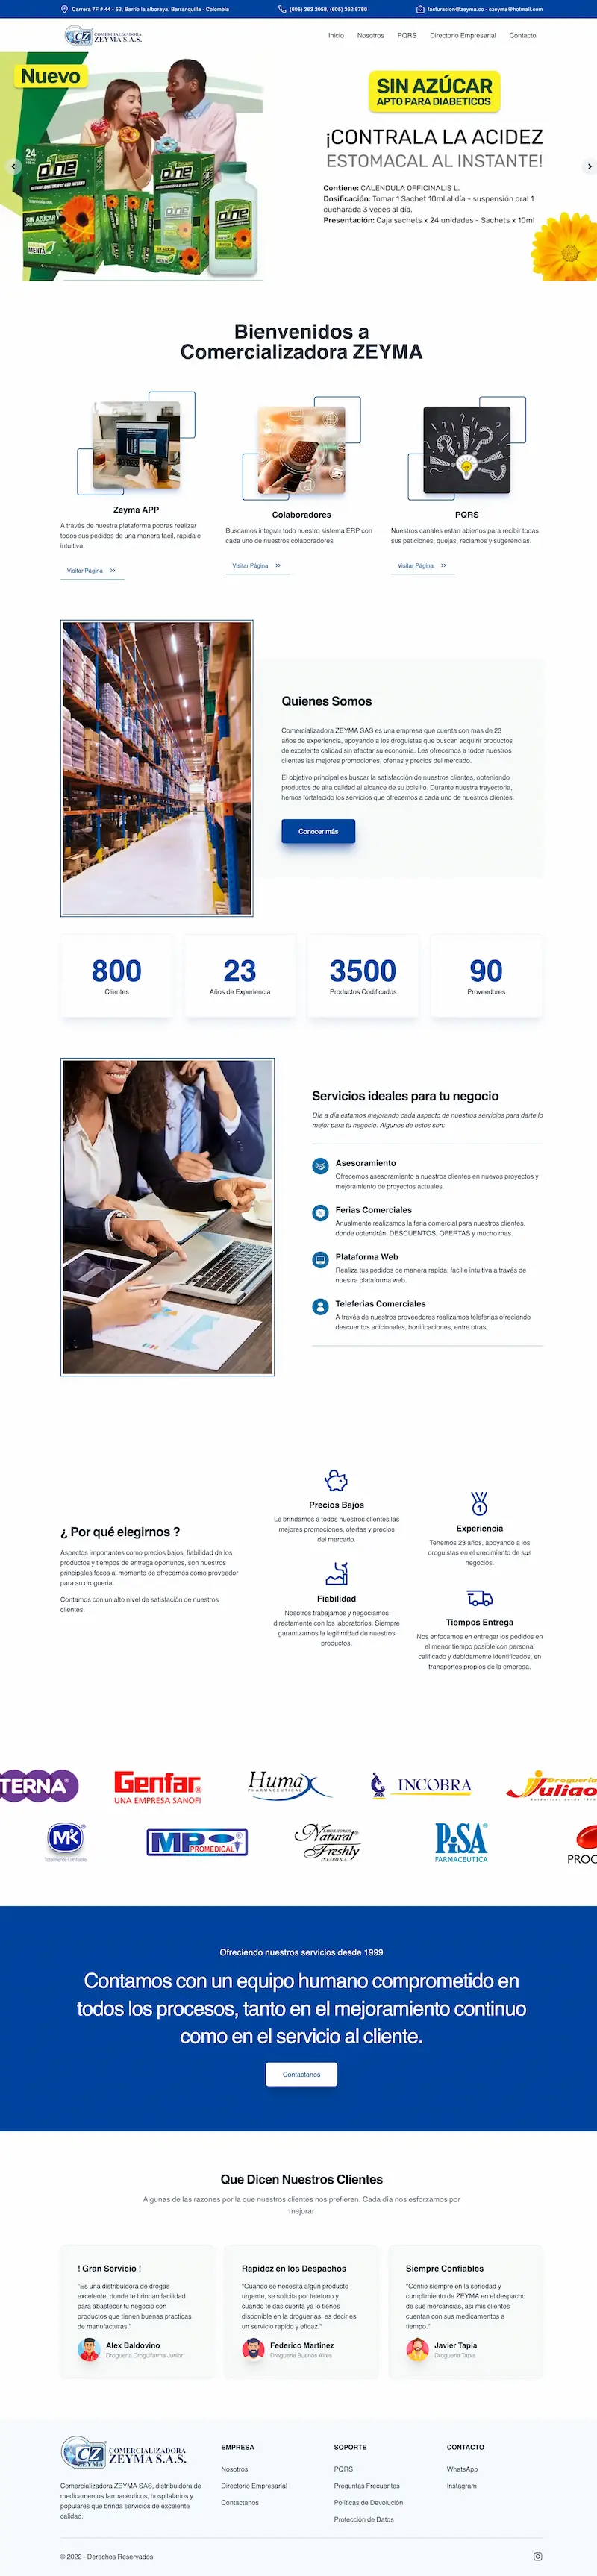 Carrera 7F # 44 - 52, Barrio la alboraya. Barranquilla - Colombia
(605) 363 2058, (605) 362 8760
facturacion@zeyma.co - czeyma@hotmail.com
COMERCIALIZADORA
ZEYMA S.A.S.
Inicio Nosotros PQRS Directorio Empresarial Contacto
Nuevo
SIN AZÚCAR
APTO PARA DIABETICOS
¡CONTRALA LA ACIDEZ
ESTOMACAL AL INSTANTE!
Contiene: CALENDULA OFFICINALIS L.
Dosificación: Tomar 1 Sachet 10ml al día - suspensión oral 1
cucharada 3 veces al día.
Presentación: Caja sachets x 24 unidades - Sachets x 10ml
24
one
SIN AZÚCAR
MENTA
Bienvenidos a
Comercializadora ZEYMA
Zeyma APP
A través de nuestra plataforma podras realizar
todos sus pedidos de una manera facil, rapida e
intuitiva.
Visitar Página
Colaboradores
Buscamos integrar todo nuestro sistema ERP con
cada uno de nuestros colaboradores
Visitar Página
PQRS
Nuestros canales estan abiertos para recibir todas
sus peticiones, quejas, reclamos y sugerencias.
Visitar Página
Quienes Somos
Comercializadora ZEYMA SAS es una empresa que cuenta con mas de 23
años de experiencia, apoyando a los droguistas que buscan adquirir productos
de excelente calidad sin afectar su economía. Les ofrecemos a todos nuestros
clientes las mejores promociones, ofertas y precios del mercado.
El objetivo principal es buscar la satisfacción de nuestros clientes, obteniendo
productos de alta calidad al alcance de su bolsillo. Durante nuestra trayectoria,
hemos fortalecido los servicios que ofrecemos a cada uno de nuestros clientes.
Conocer más
800
Clientes
23
Años de Experiencia
3500
Productos Codificados
90
Proveedores
Servicios ideales para tu negocio
Día a día estamos mejorando cada aspecto de nuestros servicios para darte lo
mejor para tu negocio. Algunos de estos son:
Asesoramiento
Ofrecemos asesoramiento a nuestros clientes en nuevos proyectos y
mejoramiento de proyectos actuales.
Ferias Comerciales
Anualmente realizamos la feria comercial para nuestros clientes,
donde obtendrán, DESCUENTOS, OFERTAS y mucho mas.
Plataforma Web
Realiza tus pedidos de manera rapida, facil e intuitiva a través de
nuestra plataforma web.
Teleferias Comerciales
A través de nuestros proveedores realizamos teleferias ofreciendo
descuentos adicionales, bonificaciones, entre otras.
¿ Por qué elegirnos ?
Aspectos importantes como precios bajos, fiabilidad de los
productos y tiempos de entrega oportunos, son nuestros
principales focos al momento de ofrecernos como proveedor
para su drogueria.
Contamos con un alto nivel de satisfación de nuestros
clientes.
Precios Bajos
Le brindamos a todos nuestros clientes las
mejores promociones, ofertas y precios
del mercado.
Fiabilidad
Nosotros trabajamos y negociamos
directamente con los laboratorios. Siempre
garantizamos la legitimidad de nuestros
productos.
Experiencia
Tenemos 23 años, apoyando a los
droguistas en el crecimiento de sus
negocios.
Tiempos Entrega
Nos enfocamos en entregar los pedidos en
el menor tiempo posible con personal
calificado y debidamente identificados, en
transportes propios de la empresa.
TERNA
Genfar
UNA EMPRESA SANOFI
Humax
PHARMACEUTICAL
INCOBRA
Droguería
Juliao
MK
MP
PROMEDICAL
LABORATORIOS
Natural
Freshly
INFABO S.A.
PiSA
FARMACEUTICA
PROC
Ofreciendo nuestros servicios desde 1999
Contamos con un equipo humano comprometido en
todos los procesos, tanto en el mejoramiento continuo
como en el servicio al cliente.
Contactanos
Que Dicen Nuestros Clientes
Algunas de las razones por la que nuestros clientes nos prefieren. Cada día nos esforzamos por
mejorar
! Gran Servicio !
"Es una distribuidora de drogas
excelente, donde te brindan facilidad
para abastecer tu negocio con
productos que tienen buenas practicas
de manufacturas."
Alex Baldovino
Droguería Droguifarma Junior
Rapidez en los Despachos
"Cuando se necesita algún producto
urgente, se solicita por telefono y
cuando te das cuenta ya lo tienes
disponible en la droguerias, es decir es
un servicio rapido y eficaz."
Federico Martinez
Drogueria Buenos Aires
Siempre Confiables
"Confio siempre en la seriedad y
cumplimiento de ZEYMA en el despacho
de sus mercancias, así mis clientes
cuentan con sus medicamentos a
tiempo."
Javier Tapia
Drogueria Tapia
CZ
ZEYMA
COMERCIALIZADORA
ZEYMA S.A.S.
Comercializadora ZEYMA SAS, distribuidora de
medicamentos farmacéuticos, hospitalarios y
populares que brinda servicios de excelente
calidad.
EMPRESA
Nosotros
Directorio Empresarial
Contactanos
SOPORTE
PQRS
Preguntas Frecuentes
Políticas de Devolución
Protección de Datos
CONTACTO
WhatsApp
Instagram
© 2022 - Derechos Reservados.